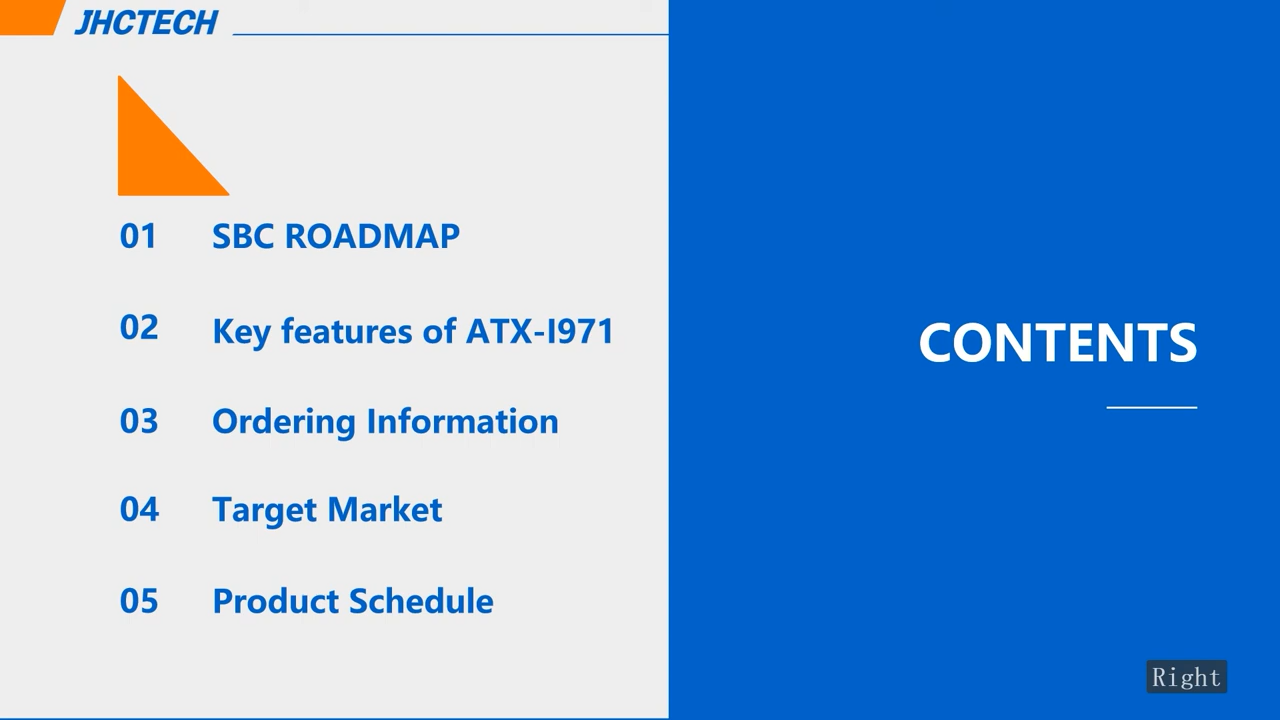 JHCTECH
01 SBC ROADMAP
02 Key features of ATX-I971
03 Ordering Information
04 Target Market
05 Product Schedule
CONTENTS
Right